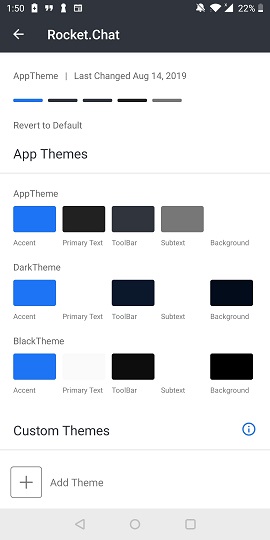 1:50 22%
Rocket.Chat
AppTheme | Last Changed Aug 14, 2019
Revert to Default
App Themes
AppTheme
Accent Primary Text ToolBar Subtext Background
DarkTheme
Accent Primary Text ToolBar Subtext Background
BlackTheme
Accent Primary Text ToolBar Subtext Background
Custom Themes
Add Theme